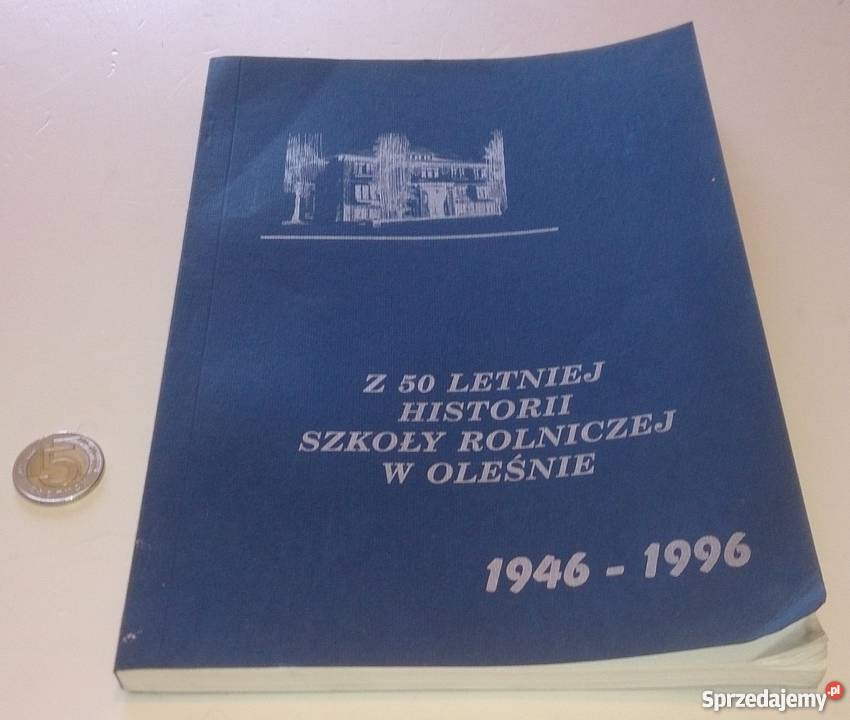 Z 50 LETNIEJ
HISTORII
SZKOŁY ROLNICZEJ
W OLEŚNIE
1946 - 1996
5
Sprzedajemy.pl